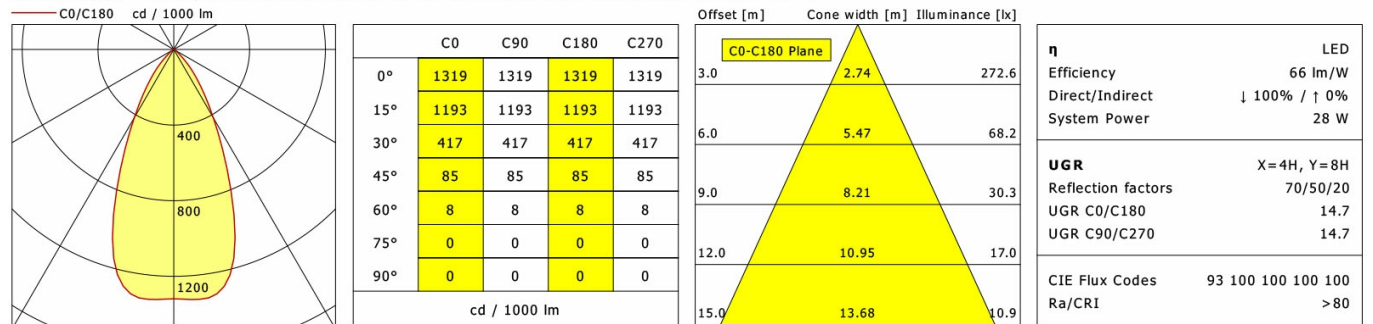 C0/C180 cd / 1000 lm
400
800
1200
C0 C90 C180 C270
0° 1319 1319 1319 1319
15° 1193 1193 1193 1193
30° 417 417 417 417
45° 85 85 85 85
60° 8 8 8 8
75° 0 0 0 0
90° 0 0 0 0
cd / 1000 lm
Offset [m] Cone width [m] Illuminance [lx]
C0-C180 Plane
3.0 2.74 272.6
6.0 5.47 68.2
9.0 8.21 30.3
12.0 10.95 17.0
15.0 13.68 10.9
η LED
Efficiency 66 lm/W
Direct/Indirect ↓ 100% / ↑ 0%
System Power 28 W
UGR X=4H, Y=8H
Reflection factors 70/50/20
UGR C0/C180 14.7
UGR C90/C270 14.7
CIE Flux Codes 93 100 100 100 100
Ra/CRI >80